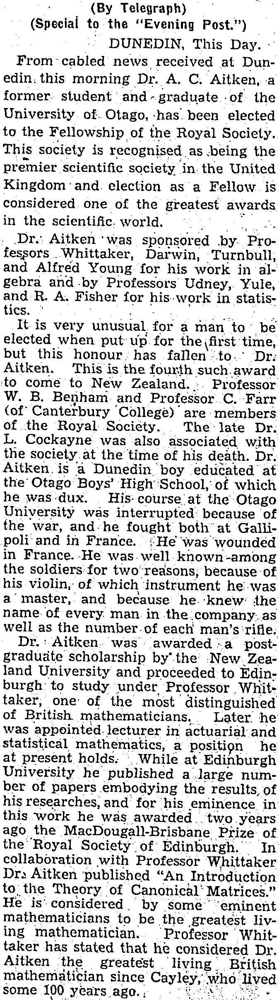 (By Telegraph)
(Special to the "Evening Post.")
DUNEDIN, This Day.
From cabled news received at Dun-
edin this morning Dr. A. C. Aitken, a
former student and graduate of the
University of Otago, has been elected
to the Fellowship of the Royal Society.
This society is recognised as being the
premier scientific society in the United
Kingdom and election as a Fellow is
considered one of the greatest awards
in the scientific world.
Dr. Aitken was sponsored by Pro-
fessors Whittaker, Darwin, Turnbull,
and Alfred Young for his work in al-
gebra and by Professors Udney, Yule,
and R. A. Fisher for his work in statis-
tics.
It is very unusual for a man to be
elected when put up for the first time,
but this honour has fallen to Dr.
Aitken. This is the fourth such award
to come to New Zealand. Professor
W. B. Benham and Professor C. Farr
(of Canterbury College) are members
of the Royal Society. The late Dr.
L. Cockayne was also associated with
the society at the time of his death. Dr.
Aitken is a Dunedin boy educated at
the Otago Boys' High School, of which
he was dux. His course at the Otago
University was interrupted because of
the war, and he fought both at Galli-
poli and in France. He was wounded
in France. He was well known among
the soldiers for two reasons, because of
his violin, of which instrument he was
a master, and because he knew the
name of every man in the company as
well as the number of each man's rifle.
Dr. Aitken was awarded a post-
graduate scholarship by the New Zea-
land University and proceeded to Edin-
burgh to study under Professor Whit-
taker, one of the most distinguished
of British mathematicians. Later he
was appointed lecturer in actuarial and
statistical mathematics, a position he
at present holds. While at Edinburgh
University he published a large num-
ber of papers embodying the results of
his researches, and for his eminence in
this work he was awarded two years
ago the MacDougall-Brisbane Prize of
the Royal Society of Edinburgh. In
collaboration with Professor Whittaker
Dr. Aitken published "An Introduction
to the Theory of Canonical Matrices."
He is considered by some eminent
mathematicians to be the greatest liv-
ing mathematician. Professor Whit-
taker has stated that he considered Dr.
Aitken the greatest living British
mathematician since Cayley, who lived
some 100 years ago.